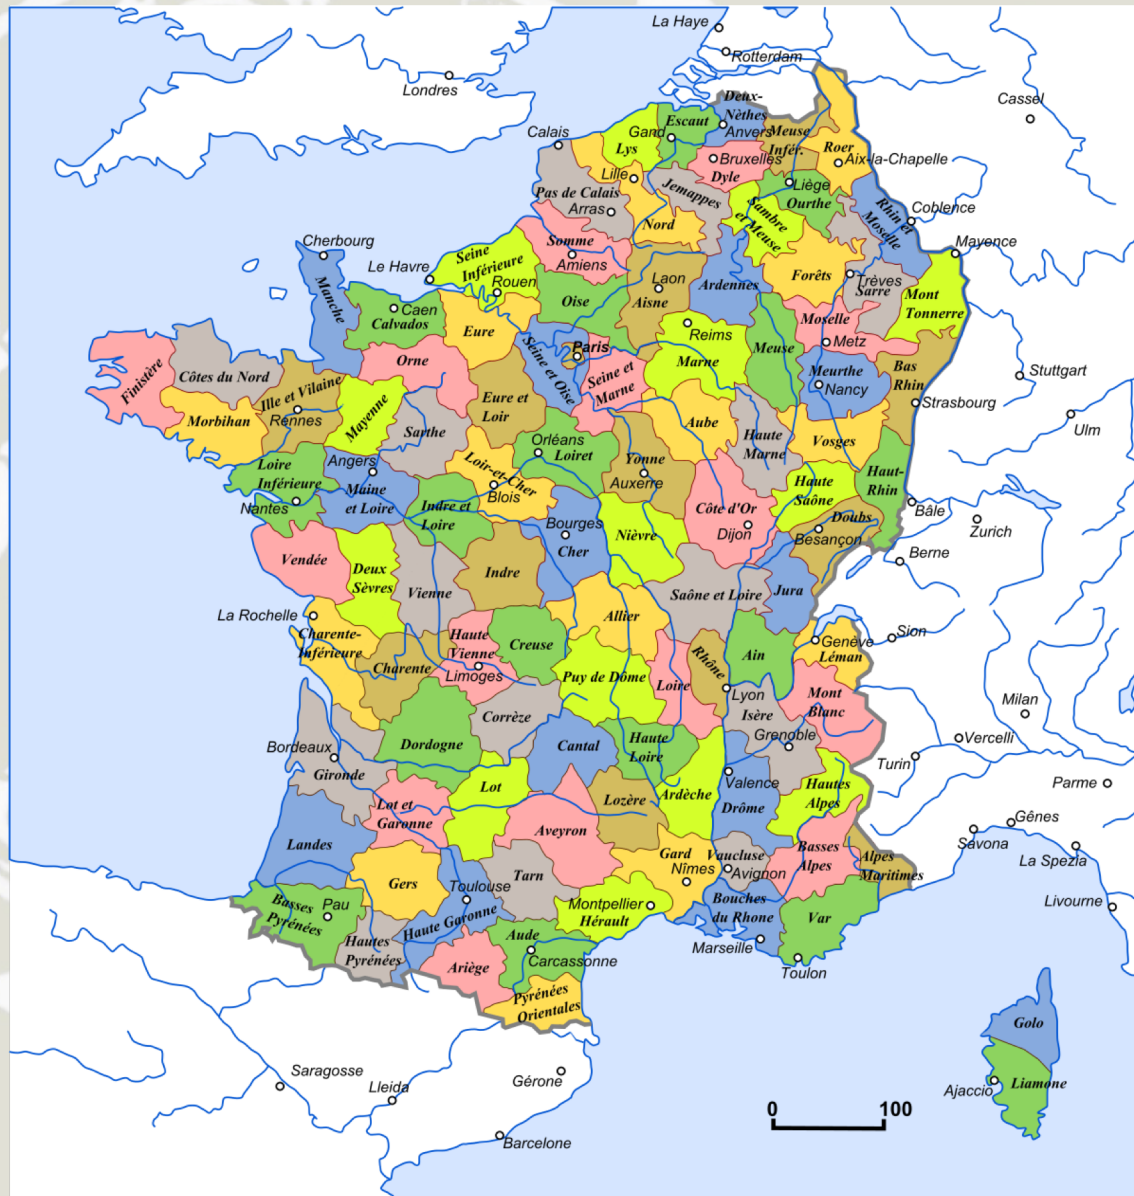 La Haye
Rotterdam
Londres
Cassel
Deux-
Nèthes
Anvers
Escaut
Gand
Lys
Meuse
Infér.
Roer
Aix-la-Chapelle
Calais
Bruxelles
Dyle
Lille
Liège
Ourthe
Pas de Calais
Arras
Jemappes
Sambre
et Meuse
Rhin et
Moselle
Coblence
Nord
Mayence
Cherbourg
Somme
Amiens
Seine
Inférieure
Le Havre
Rouen
Laon
Aisne
Ardennes
Forêts
Trèves
Sarre
Mont
Tonnerre
Manche
Caen
Calvados
Oise
Eure
Reims
Moselle
Metz
Paris
Seine et Oise
Seine et
Marne
Marne
Meuse
Meurthe
Nancy
Bas
Rhin
Stuttgart
Strasbourg
Ulm
Finistère
Côtes du Nord
Orne
Ille et Vilaine
Rennes
Morbihan
Mayenne
Sarthe
Eure et
Loir
Aube
Haute
Marne
Vosges
Orléans
Loiret
Yonne
Auxerre
Loire
Inférieure
Nantes
Angers
Maine
et Loire
Loir-et-Cher
Blois
Indre et
Loire
Haute
Saône
Haut-
Rhin
Côte d'Or
Dijon
Doubs
Besançon
Bâle
Zurich
Berne
Bourges
Cher
Nièvre
Vendée
Deux
Sèvres
Vienne
Indre
Saône et Loire
Jura
La Rochelle
Charente-
Inférieure
Charente
Haute
Vienne
Limoges
Creuse
Allier
Puy de Dôme
Loire
Rhône
Lyon
Ain
Genève
Léman
Sion
Mont
Blanc
Milan
Vercelli
Turin
Parme
Isère
Grenoble
Corrèze
Dordogne
Bordeaux
Gironde
Cantal
Haute
Loire
Valence
Drôme
Hautes
Alpes
Lot
Lot et
Garonne
Lozère
Ardèche
Aveyron
Landes
Gênes
Savona
La Spezia
Livourne
Gard
Nîmes
Vaucluse
Avignon
Basses
Alpes
Alpes
Maritimes
Gers
Toulouse
Tarn
Montpellier
Hérault
Bouches
du Rhone
Var
Marseille
Toulon
Basses
Pyrénées
Pau
Hautes
Pyrénées
Haute Garonne
Aude
Carcassonne
Ariège
Pyrénées
Orientales
Golo
Ajaccio
Liamone
Saragosse
Lleida
Gérone
Barcelone
0 100